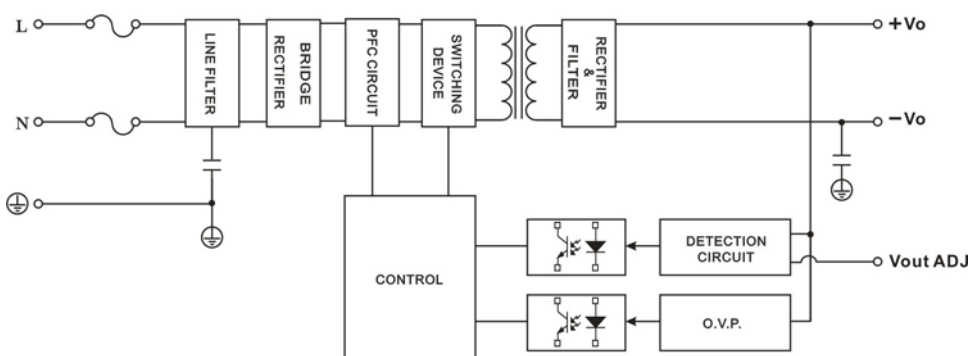 L
LINE FILTER
BRIDGE
RECTIFIER
PFC CIRCUIT
SWITCHING
DEVICE
RECTIFIER
&
FILTER
+Vo
N
−Vo
CONTROL
DETECTION
CIRCUIT
Vout ADJ
O.V.P.